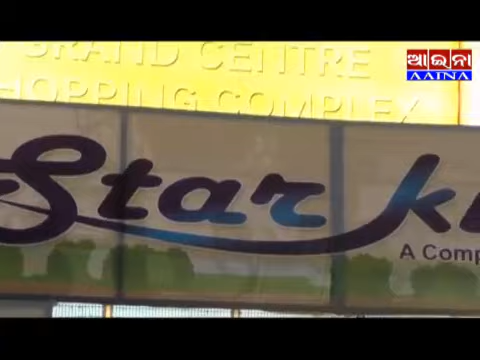 GRAND CENTRE
SHOPPING COMPLEX
ଆଇନା
AAINA
Star
A Comp